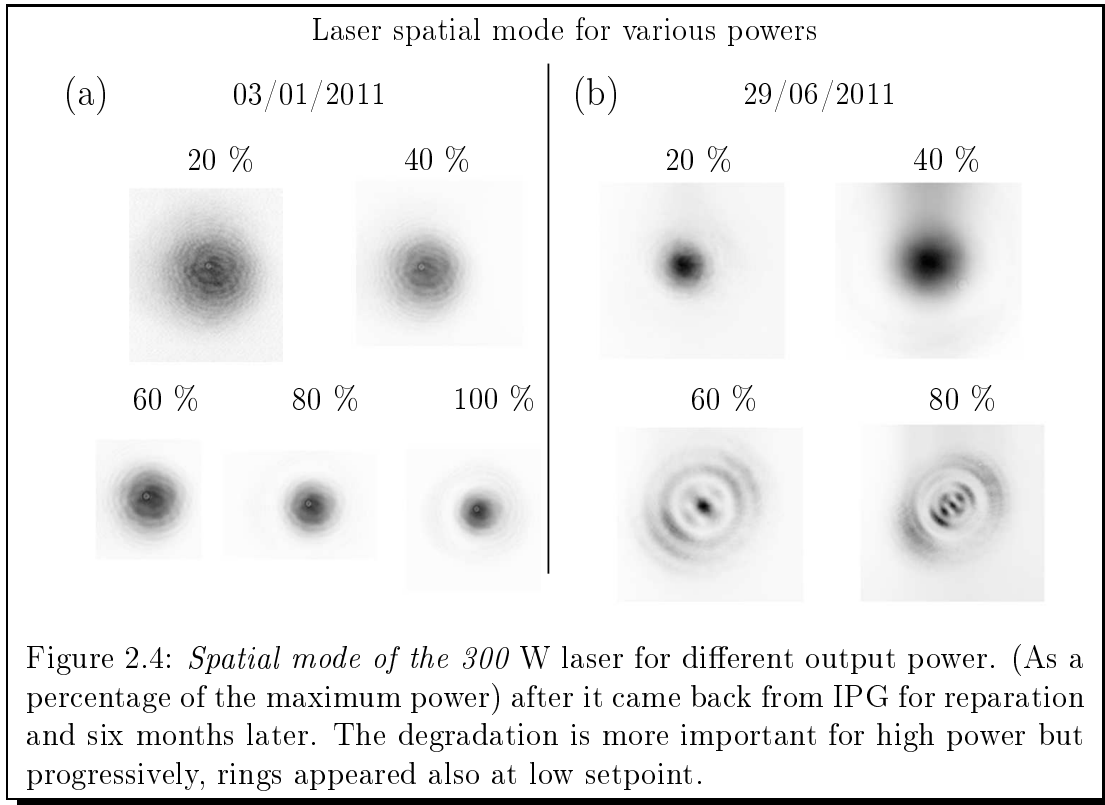 Laser spatial mode for various powers
(a) 03/01/2011
20 % 40 %
60 % 80 % 100 %
(b) 29/06/2011
20 % 40 %
60 % 80 %
Figure 2.4: Spatial mode of the 300 W laser for different output power. (As a
percentage of the maximum power) after it came back from IPG for reparation
and six months later. The degradation is more important for high power but
progressively, rings appeared also at low setpoint.